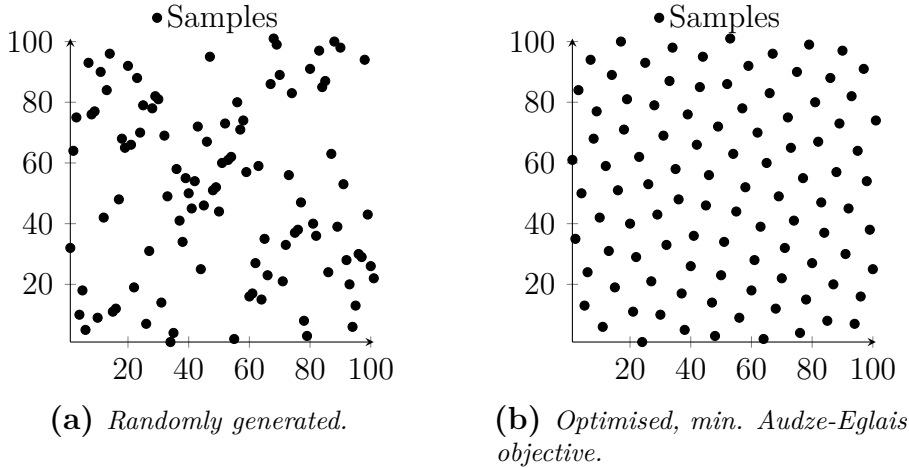 Samples
100
80
60
40
20
20 40 60 80 100
(a) Randomly generated.
Samples
100
80
60
40
20
20 40 60 80 100
(b) Optimised, min. Audze-Eglais
objective.